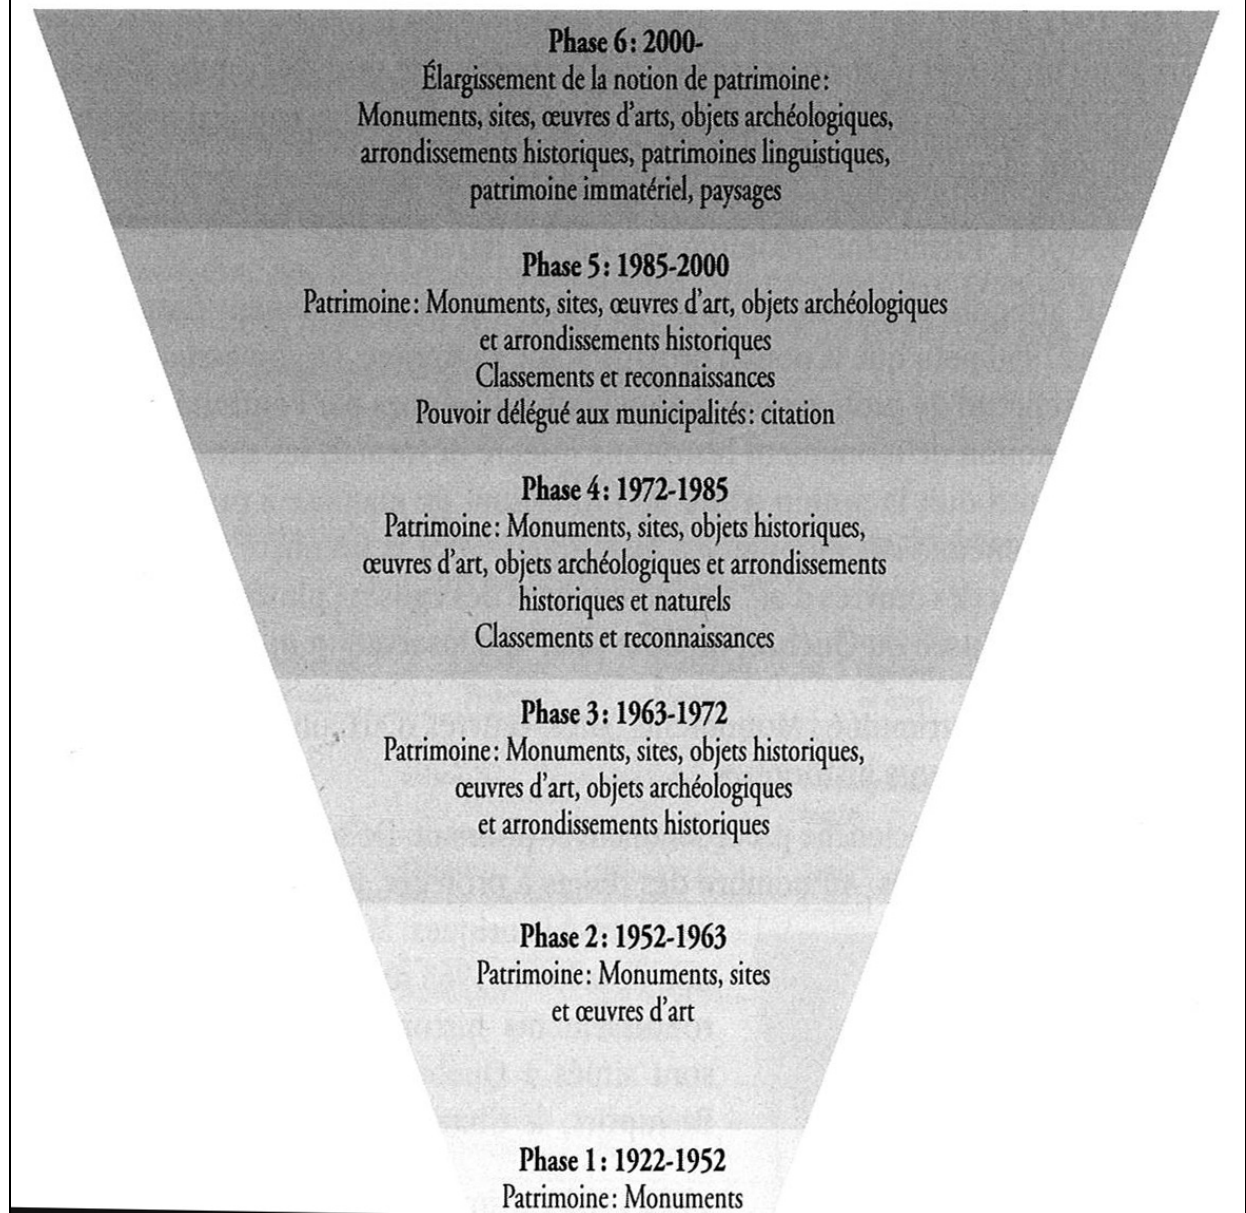 Phase 6 : 2000-
Élargissement de la notion de patrimoine :
Monuments, sites, œuvres d'arts, objets archéologiques,
arrondissements historiques, patrimoines linguistiques,
patrimoine immatériel, paysages
Phase 5 : 1985-2000
Patrimoine : Monuments, sites, œuvres d'art, objets archéologiques
et arrondissements historiques
Classements et reconnaissances
Pouvoir délégué aux municipalités : citation
Phase 4 : 1972-1985
Patrimoine : Monuments, sites, objets historiques,
œuvres d'art, objets archéologiques et arrondissements
historiques et naturels
Classements et reconnaissances
Phase 3 : 1963-1972
Patrimoine : Monuments, sites, objets historiques,
œuvres d'art, objets archéologiques
et arrondissements historiques
Phase 2 : 1952-1963
Patrimoine : Monuments, sites
et œuvres d'art
Phase 1 : 1922-1952
Patrimoine : Monuments